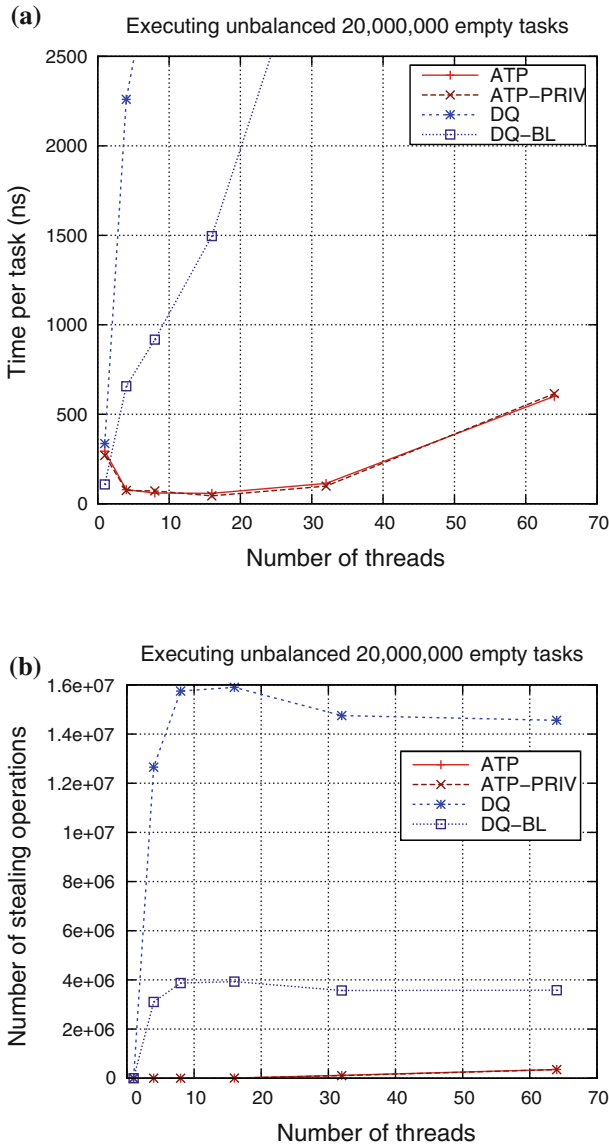 (a)
Executing unbalanced 20,000,000 empty tasks
2500
2000
1500
1000
500
0
Time per task (ns)
ATP
ATP-PRIV
DQ
DQ-BL
0 10 20 30 40 50 60 70
Number of threads
(b)
Executing unbalanced 20,000,000 empty tasks
1.6e+07
1.4e+07
1.2e+07
1e+07
8e+06
6e+06
4e+06
2e+06
0
Number of stealing operations
ATP
ATP-PRIV
DQ
DQ-BL
0 10 20 30 40 50 60 70
Number of threads